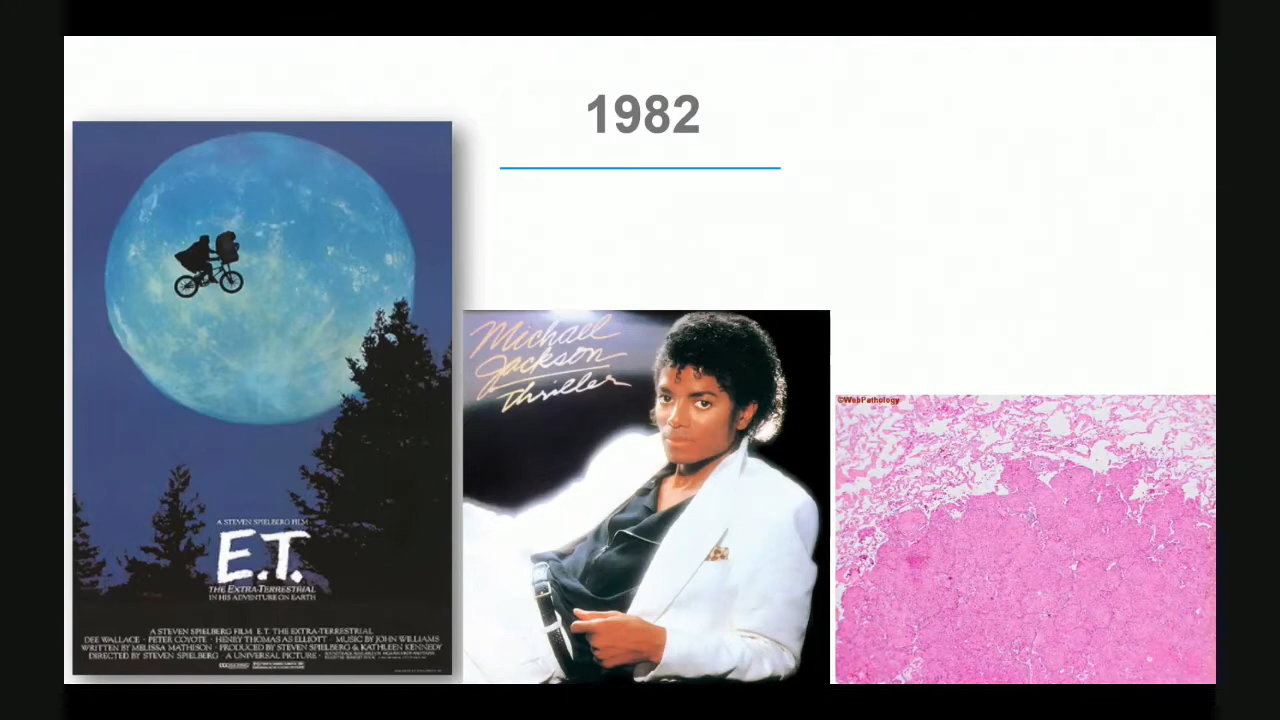 1982
A STEVEN SPIELBERG FILM
E.T.
THE EXTRA-TERRESTRIAL
IN HIS ADVENTURE ON EARTH
A STEVEN SPIELBERG FILM E.T. THE EXTRA-TERRESTRIAL
DEE WALLACE · PETER COYOTE · HENRY THOMAS AS ELLIOTT · MUSIC BY JOHN WILLIAMS
WRITTEN BY MELISSA MATHISON · PRODUCED BY STEVEN SPIELBERG & KATHLEEN KENNEDY
DIRECTED BY STEVEN SPIELBERG · A UNIVERSAL PICTURE ·
Michael
Jackson
Thriller
©WebPathology